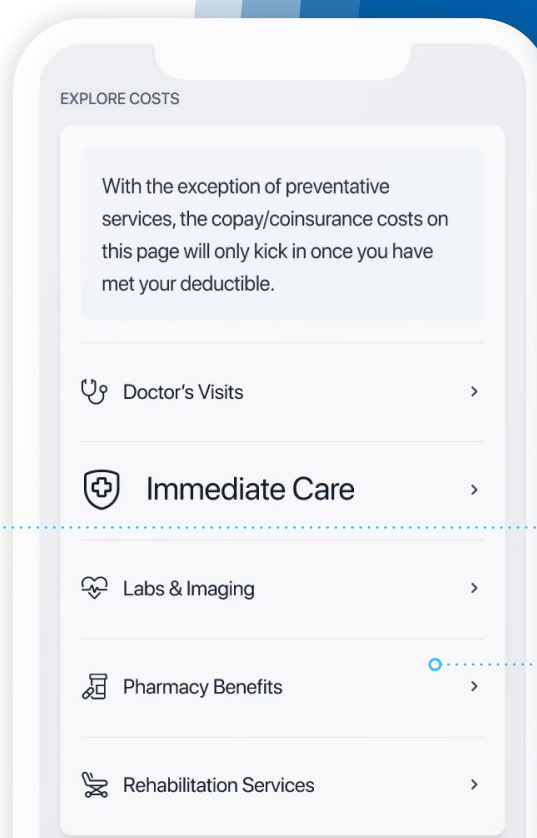 EXPLORE COSTS
With the exception of preventative
services, the copay/coinsurance costs on
this page will only kick in once you have
met your deductible.
Doctor's Visits
Immediate Care
Labs & Imaging
Pharmacy Benefits
Rehabilitation Services